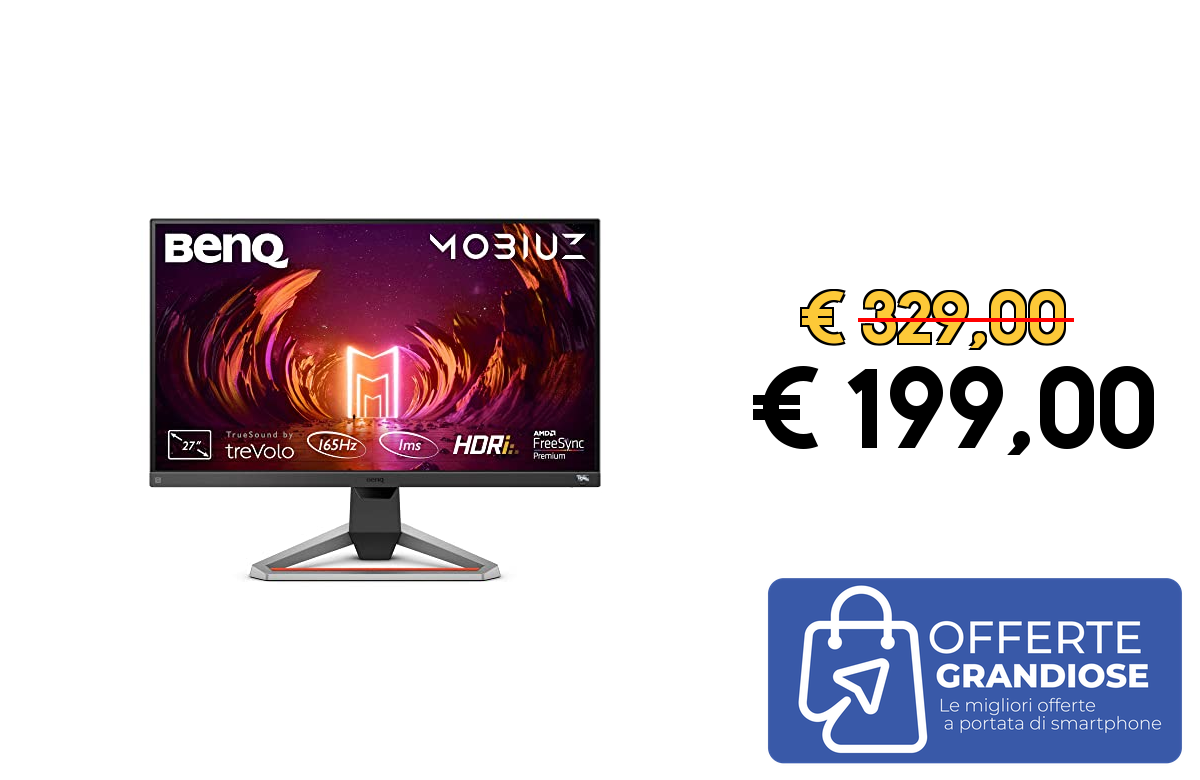 BenQ MOBIUZ
€ 329,00
€ 199,00
27"
TrueSound by
treVolo
165Hz
1ms
HDRi
AMD
FreeSync
Premium
BenQ
OFFERTE
GRANDIOSE
Le migliori offerte
a portata di smartphone